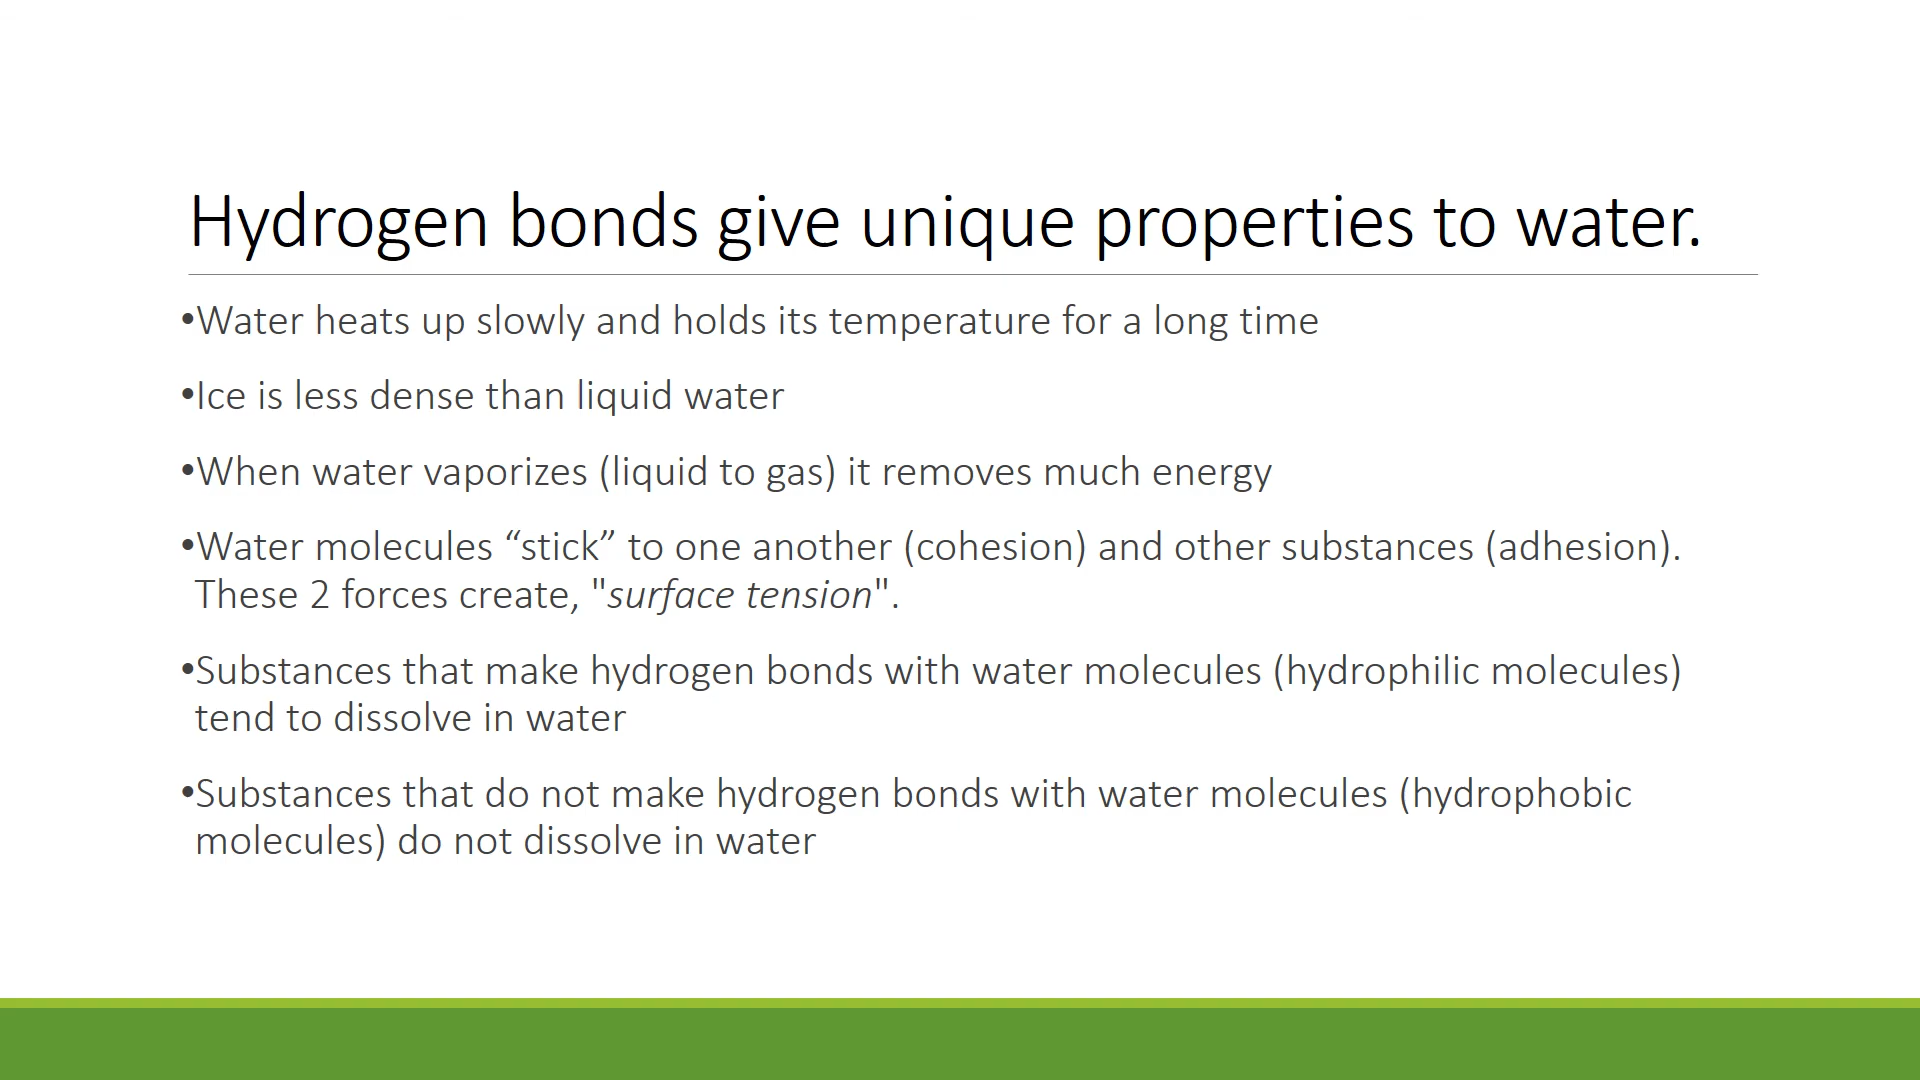 Hydrogen bonds give unique properties to water.
•Water heats up slowly and holds its temperature for a long time
•Ice is less dense than liquid water
•When water vaporizes (liquid to gas) it removes much energy
•Water molecules “stick” to one another (cohesion) and other substances (adhesion).
These 2 forces create, "surface tension".
•Substances that make hydrogen bonds with water molecules (hydrophilic molecules)
tend to dissolve in water
•Substances that do not make hydrogen bonds with water molecules (hydrophobic
molecules) do not dissolve in water